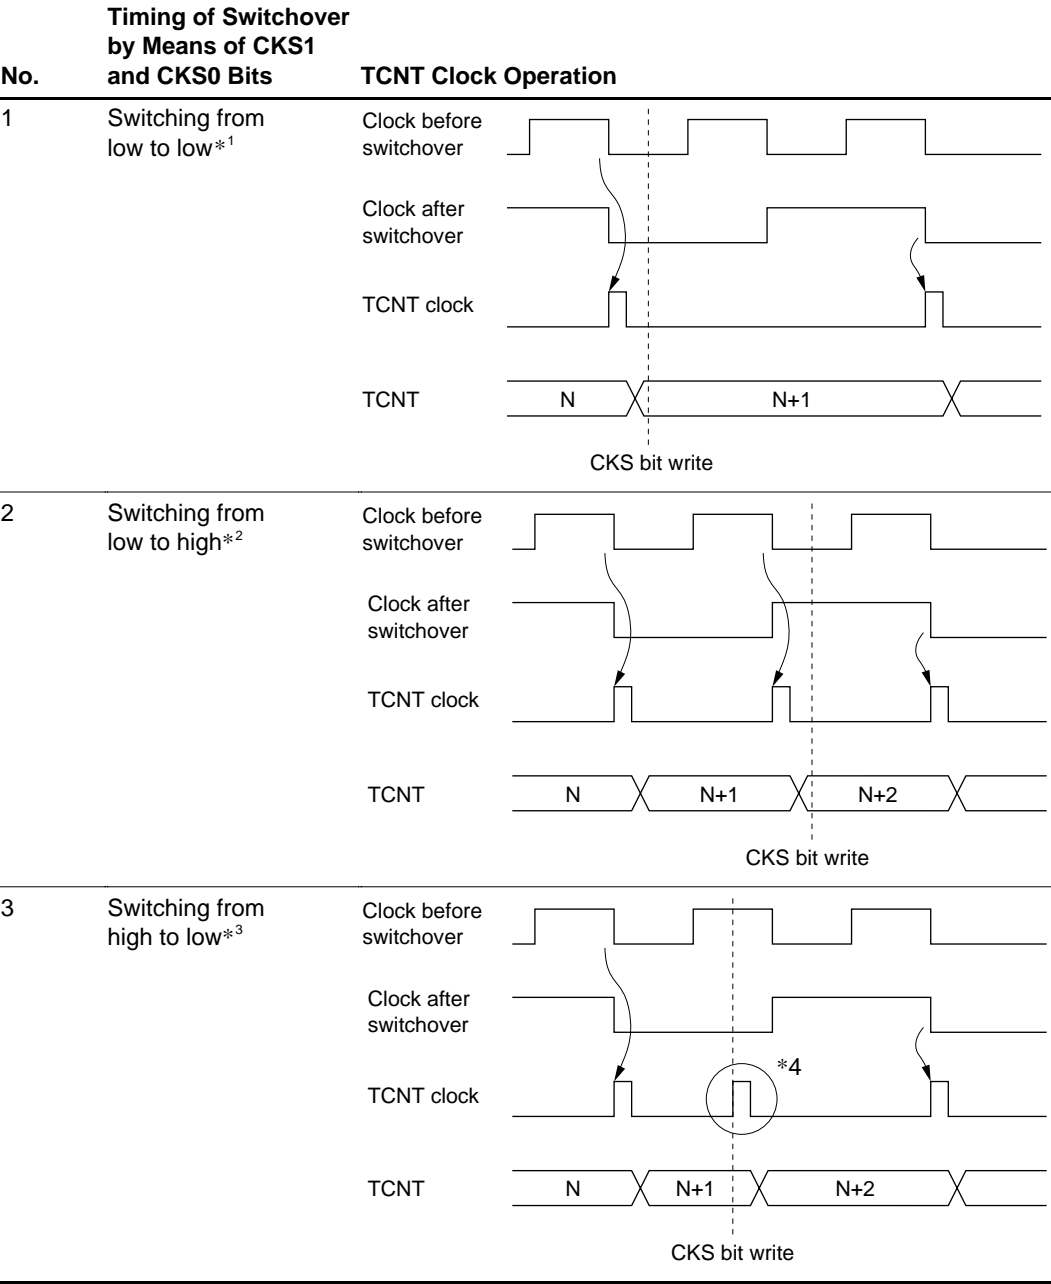 No.
Timing of Switchover
by Means of CKS1
and CKS0 Bits
TCNT Clock Operation
1
Switching from
low to low*1
Clock before
switchover
Clock after
switchover
TCNT clock
TCNT
N
N+1
CKS bit write
2
Switching from
low to high*2
Clock before
switchover
Clock after
switchover
TCNT clock
TCNT
N
N+1
N+2
CKS bit write
3
Switching from
high to low*3
Clock before
switchover
Clock after
switchover
*4
TCNT clock
TCNT
N
N+1
N+2
CKS bit write